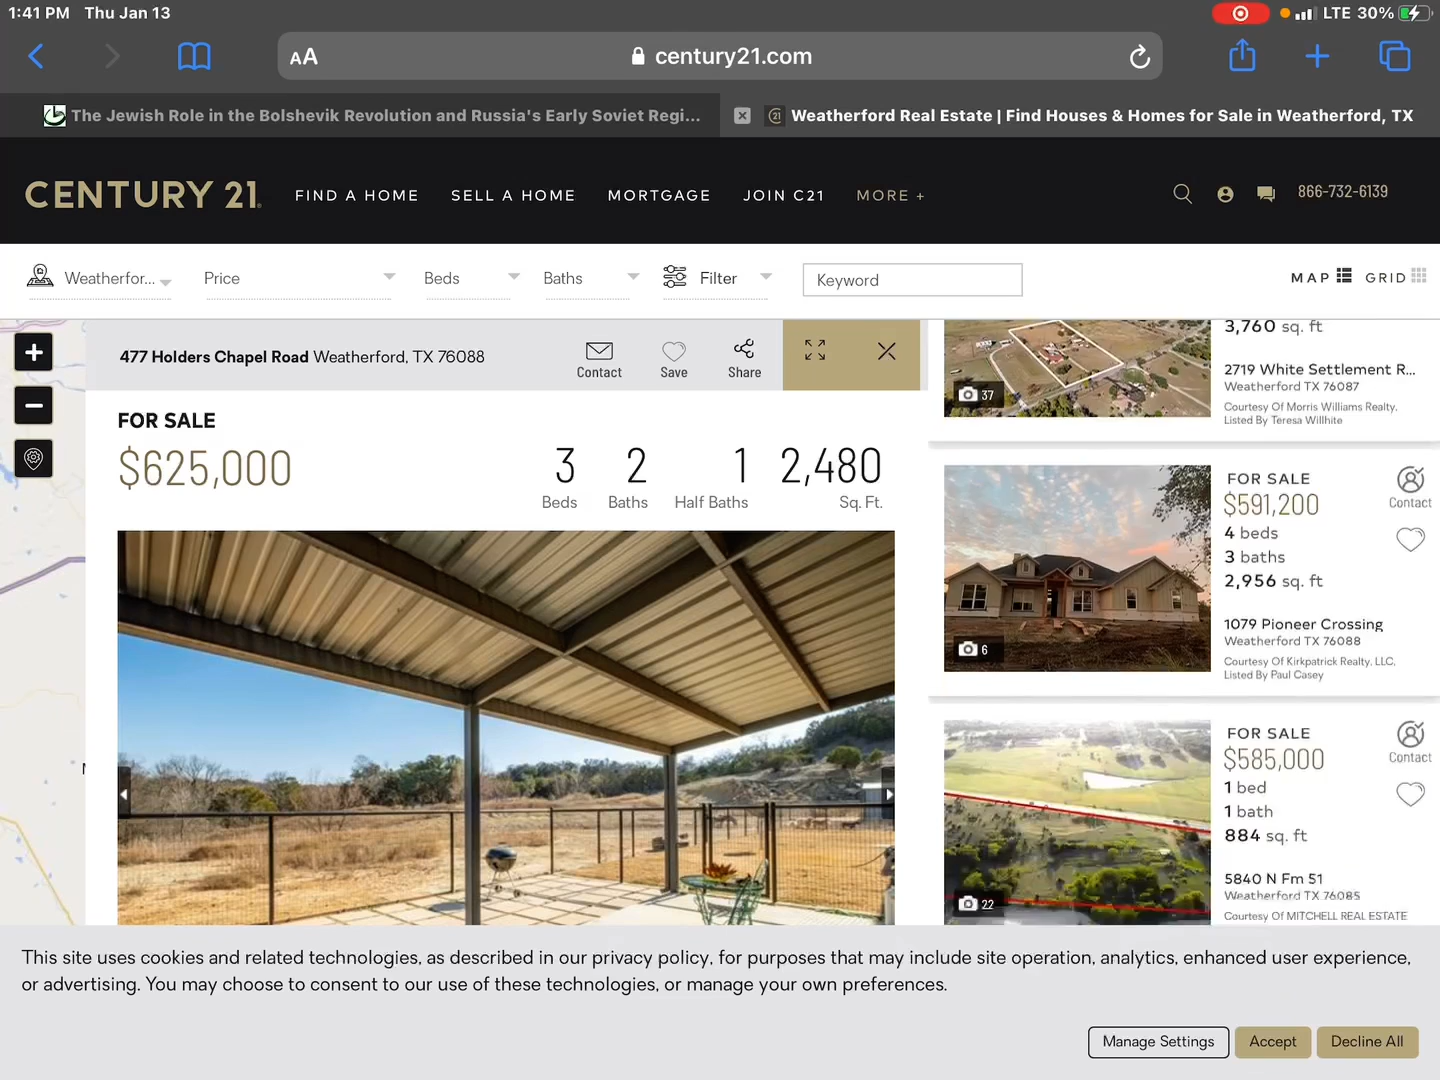 1:41 PM Thu Jan 13
LTE 30%
AA
century21.com
The Jewish Role in the Bolshevik Revolution and Russia's Early Soviet Regi...
Weatherford Real Estate | Find Houses & Homes for Sale in Weatherford, TX
CENTURY 21
FIND A HOME
SELL A HOME
MORTGAGE
JOIN C21
MORE +
866-732-6139
Weatherfor...
Price
Beds
Baths
Filter
Keyword
MAP
GRID
477 Holders Chapel Road Weatherford, TX 76088
Contact
Save
Share
FOR SALE
$625,000
3
Beds
2
Baths
1
Half Baths
2,480
Sq. Ft.
3,760 sq. ft
37
2719 White Settlement R...
Weatherford TX 76087
Courtesy Of Morris Williams Realty,
Listed By Teresa Willhite
FOR SALE
$591,200
Contact
4 beds
3 baths
2,956 sq. ft
6
1079 Pioneer Crossing
Weatherford TX 76088
Courtesy Of Kirkpatrick Realty, LLC,
Listed By Paul Casey
FOR SALE
$585,000
Contact
1 bed
1 bath
884 sq. ft
22
5840 N Fm 51
Weatherford TX 76085
Courtesy Of MITCHELL REAL ESTATE
This site uses cookies and related technologies, as described in our privacy policy, for purposes that may include site operation, analytics, enhanced user experience,
or advertising. You may choose to consent to our use of these technologies, or manage your own preferences.
Manage Settings
Accept
Decline All